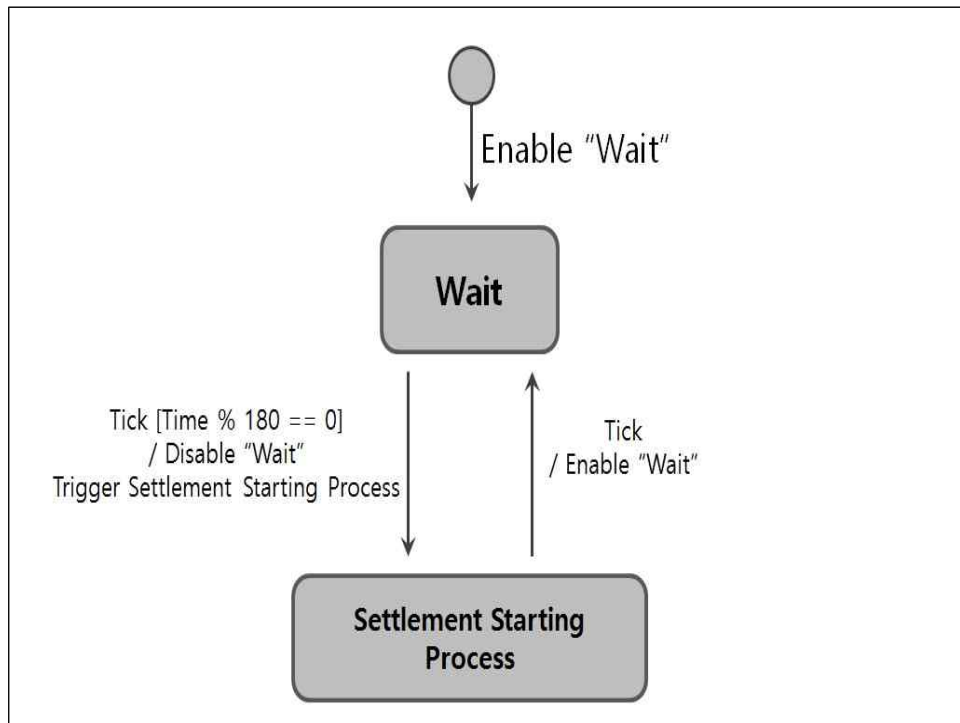 Enable “Wait“
Wait
Tick [Time % 180 == 0]
/ Disable “Wait“
Trigger Settlement Starting Process
Tick
/ Enable “Wait“
Settlement Starting
Process